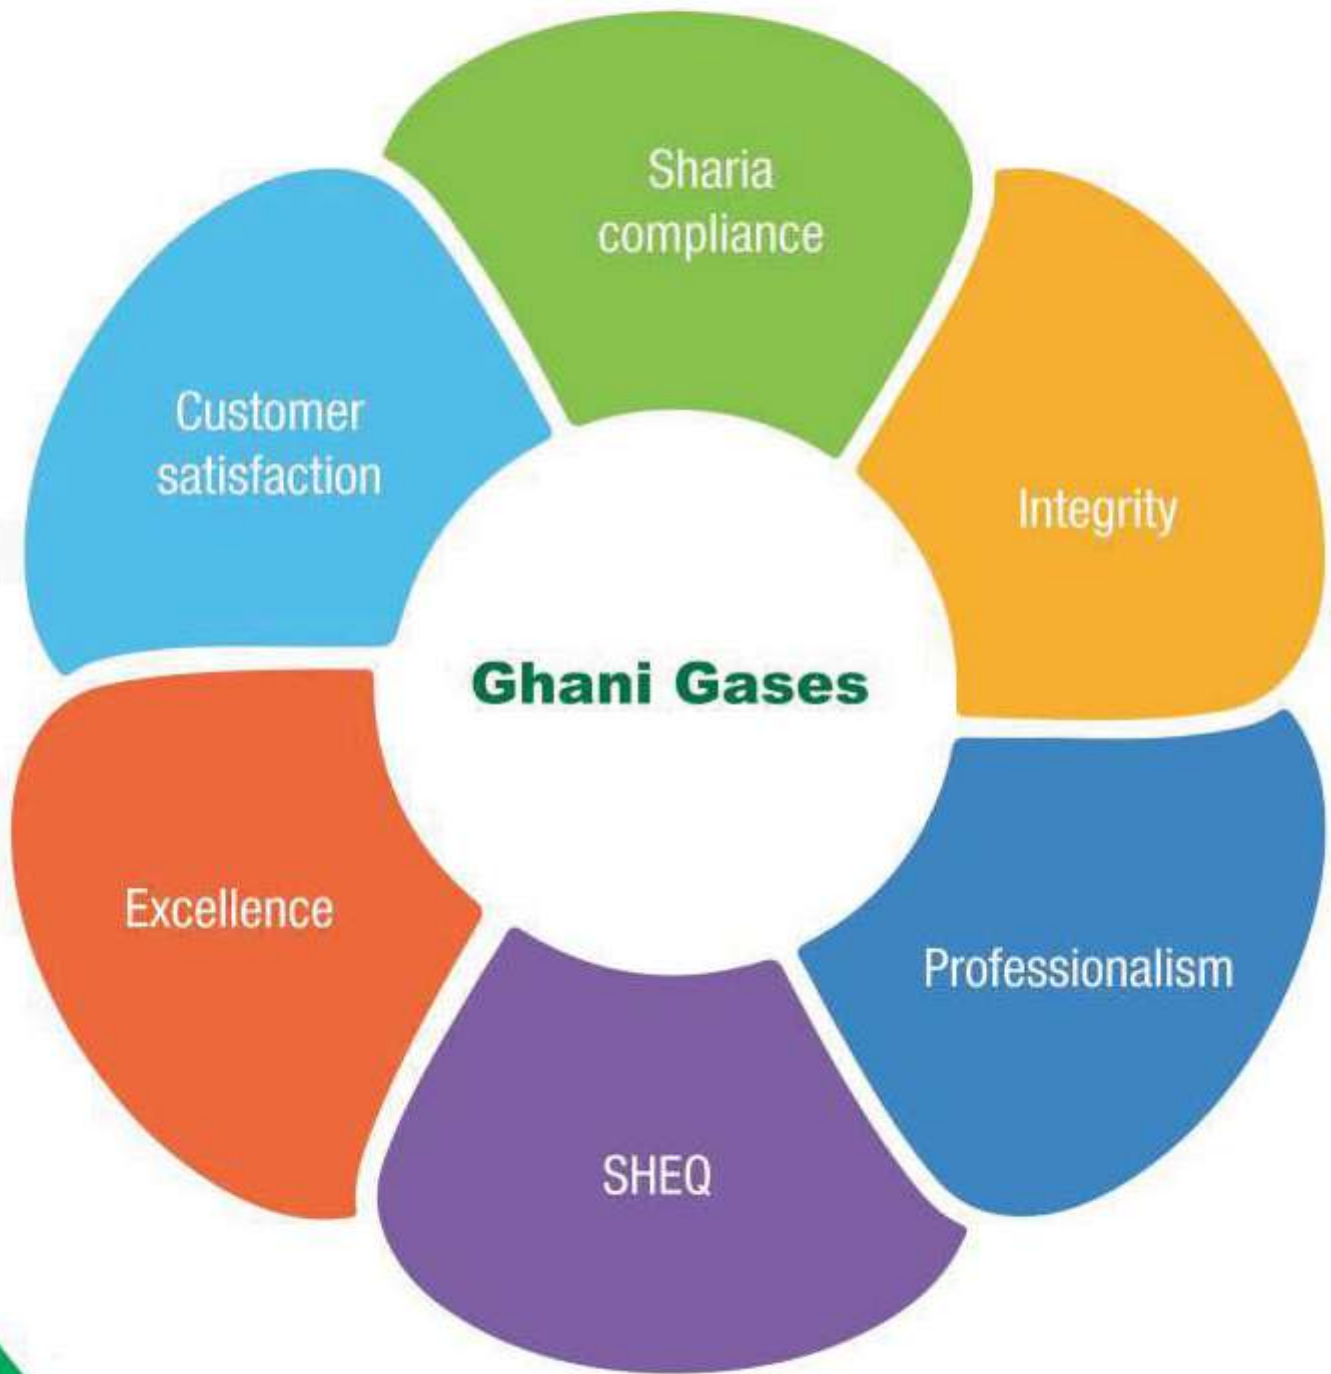 Sharia
compliance
Integrity
Professionalism
SHEQ
Excellence
Customer
satisfaction
Ghani Gases